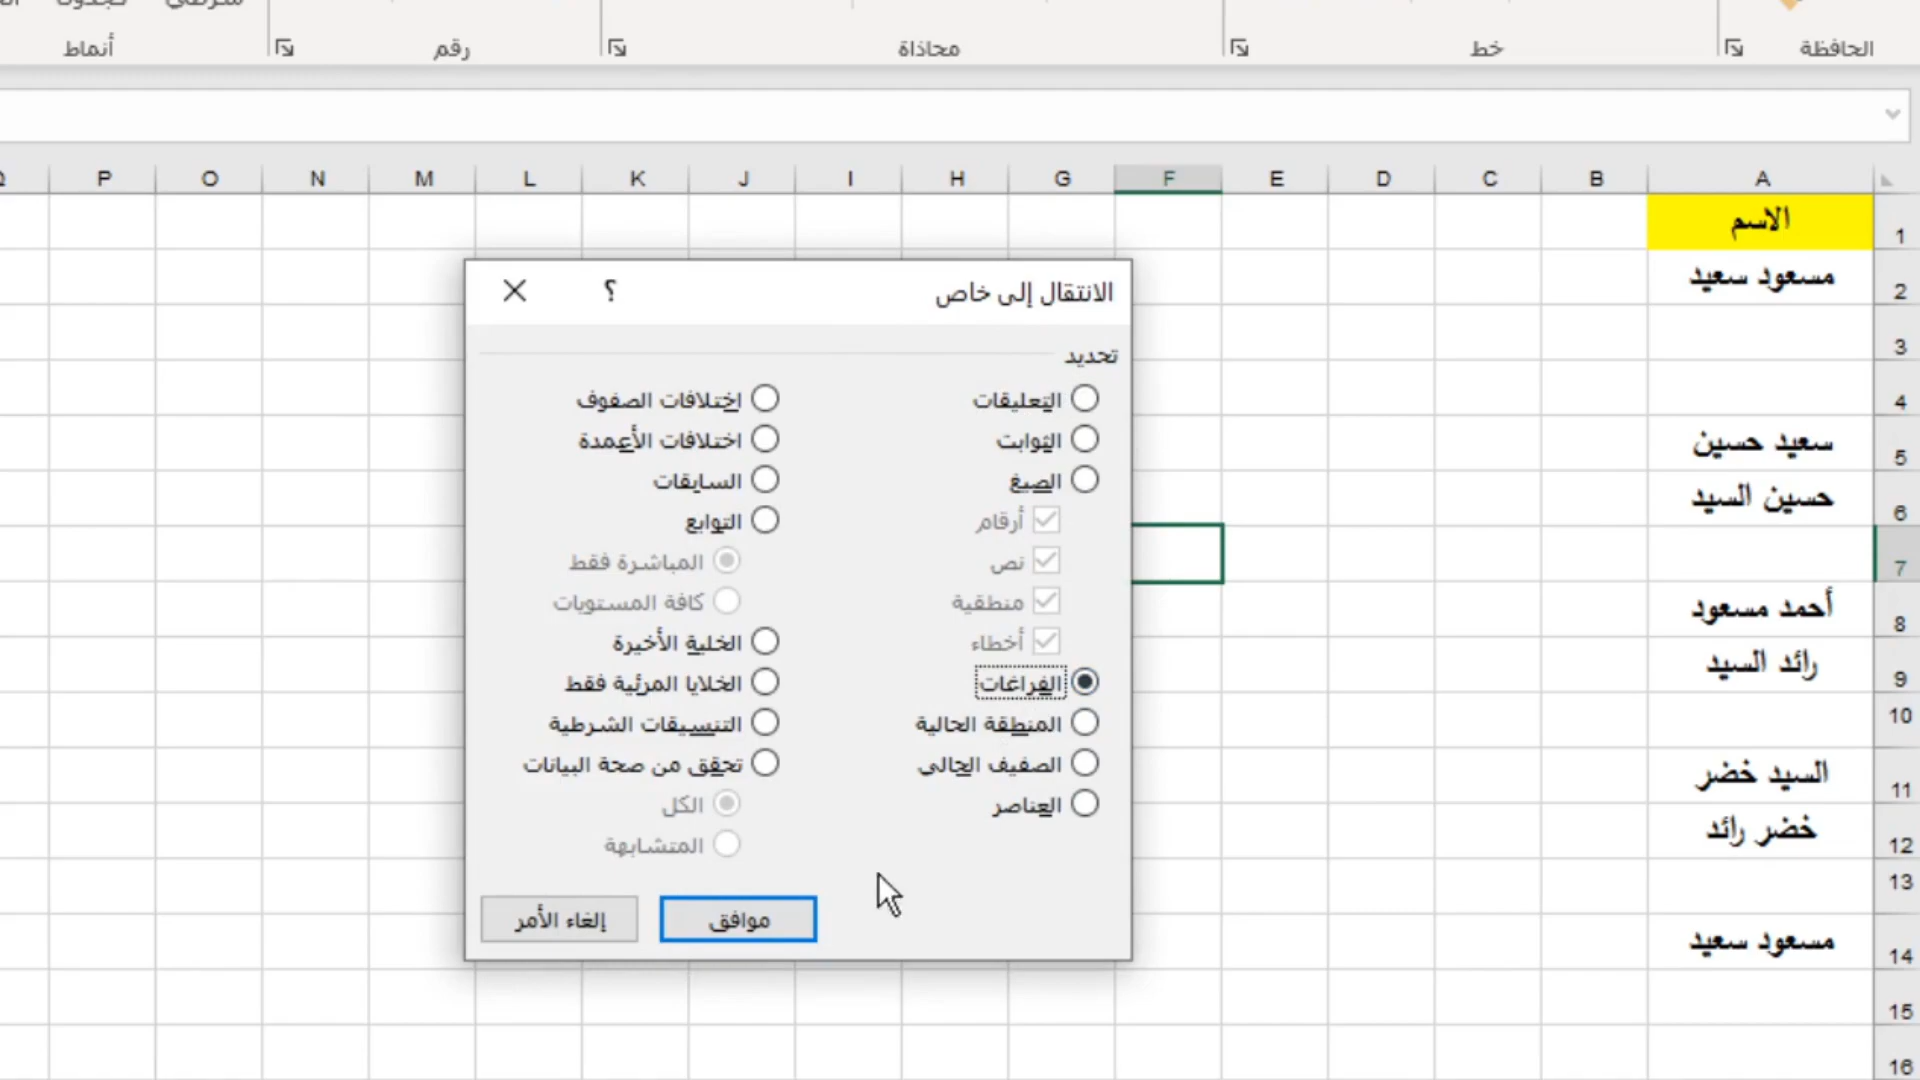 الحافظة
خط
محاذاة
رقم
أنماط
A
B
C
D
E
F
G
H
I
J
K
L
M
N
O
P
1
الاسم
2
مسعود سعيد
3
4
5
سعيد حسين
6
حسين السيد
7
8
أحمد مسعود
9
رائد السيد
10
11
السيد خضر
12
خضر رائد
13
14
مسعود سعيد
15
16
الانتقال إلى خاص
؟
تحديد
التعليقات
الثوابت
الصيغ
أرقام
نص
منطقية
أخطاء
الفراغات
المنطقة الحالية
الصفيف الحالي
العناصر
اختلافات الصفوف
اختلافات الأعمدة
السابقات
التوابع
المباشرة فقط
كافة المستويات
الخلية الأخيرة
الخلايا المرئية فقط
التنسيقات الشرطية
تحقق من صحة البيانات
الكل
المتشابهة
موافق
إلغاء الأمر